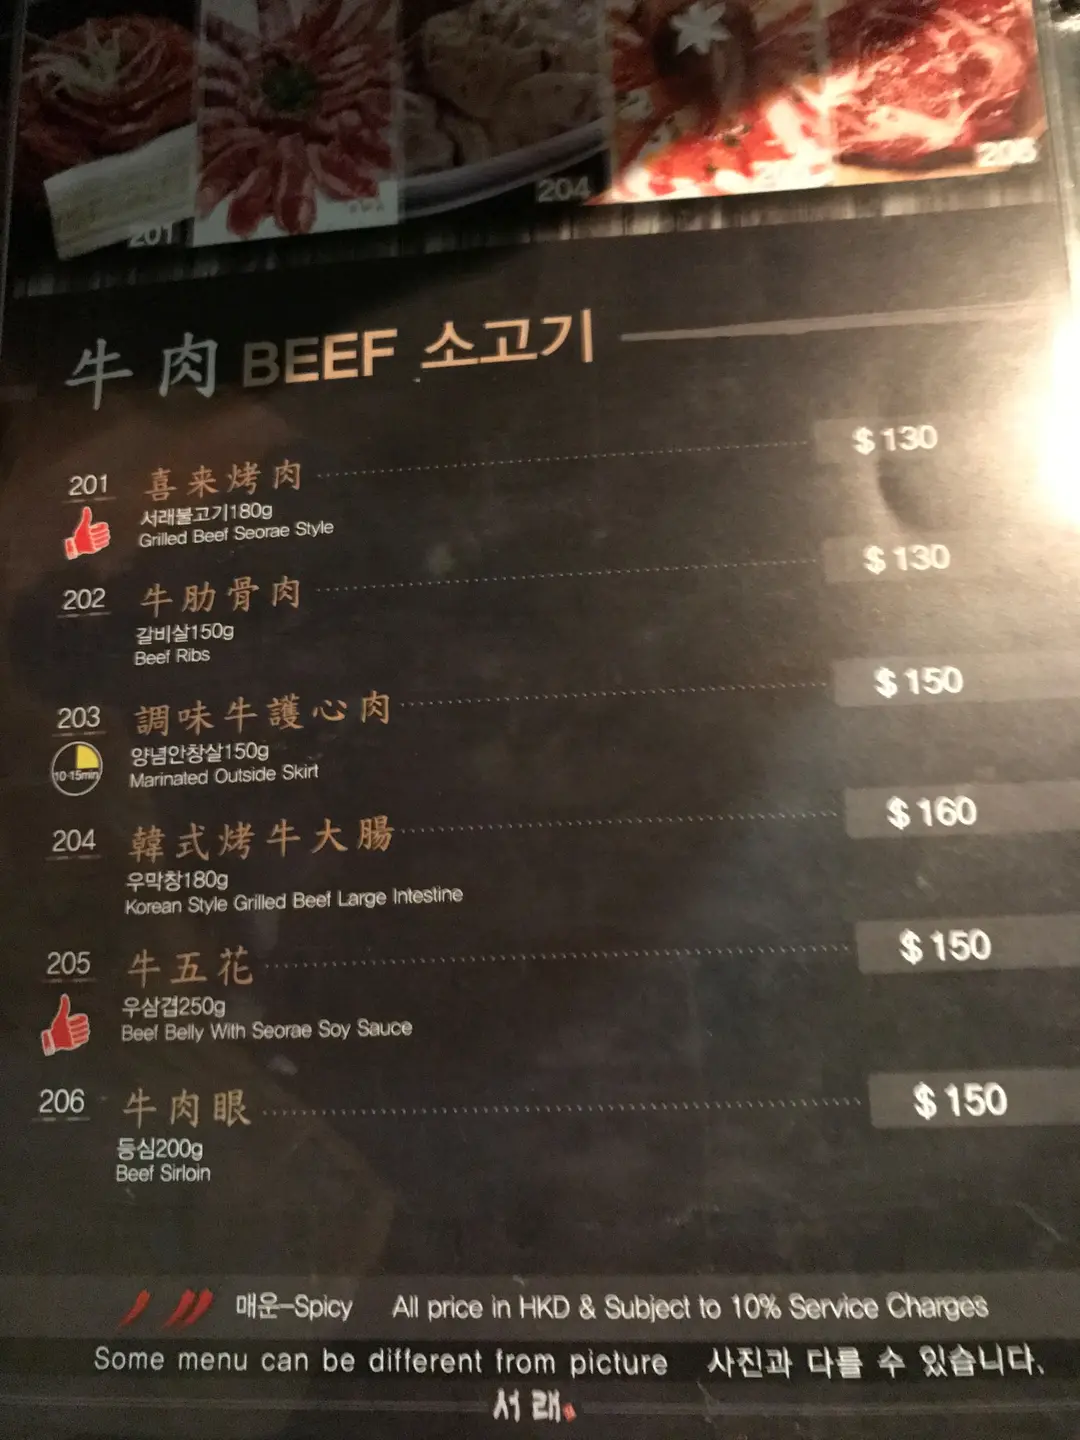 201
204
206
牛肉 BEEF 소고기
201 喜来烤肉 $130
서래불고기180g
Grilled Beef Seorae Style
202 牛肋骨肉 $130
갈비살150g
Beef Ribs
203 調味牛護心肉 $150
10-15min
양념안창살150g
Marinated Outside Skirt
204 韓式烤牛大腸 $160
우막창180g
Korean Style Grilled Beef Large Intestine
205 牛五花 $150
우삼겹250g
Beef Belly With Seorae Soy Sauce
206 牛肉眼 $150
등심200g
Beef Sirloin
매운-Spicy All price in HKD & Subject to 10% Service Charges
Some menu can be different from picture 사진과 다를 수 있습니다.
서래